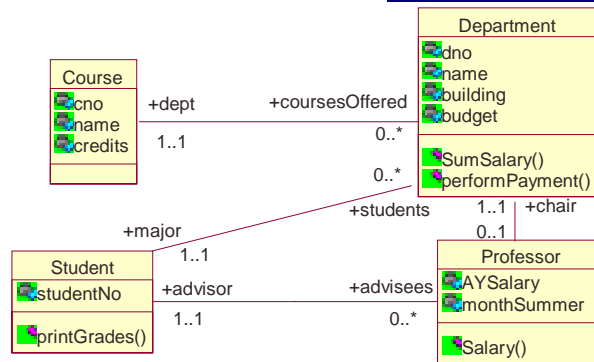 Department
dno
name
building
budget
SumSalary()
performPayment()
Course
cno
name
credits
+dept
+coursesOffered
1..1
0..*
0..*
+students
+major
1..1
1..1
+chair
0..1
Student
studentNo
printGrades()
+advisor
+advisees
1..1
0..*
Professor
AYSalary
monthSummer
Salary()